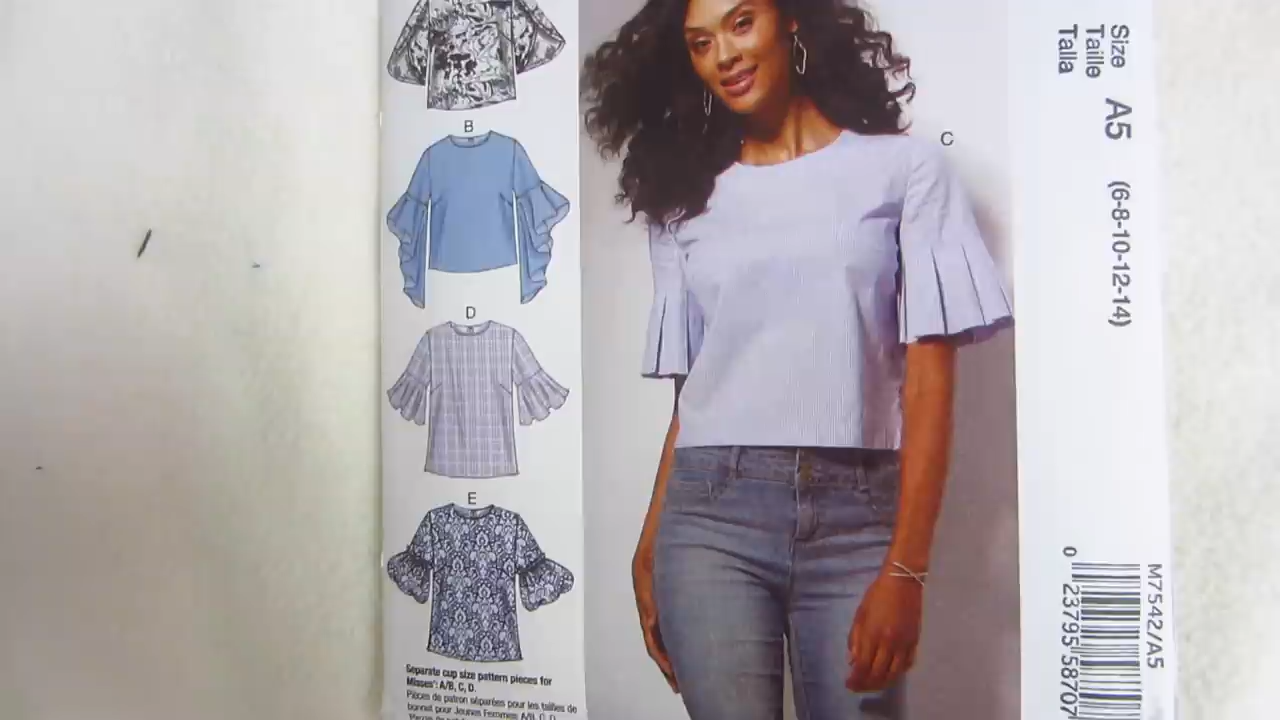 B
D
E
Separate cup size pattern pieces for
Misses': A/B, C, D.
Pièces de patron séparées pour les tailles de
bonnet pour Jeunes Femmes A/B, C, D.
C
Size
Taille
Talla
A5
(6-8-10-12-14)
M7542/A5
0
23795 58707